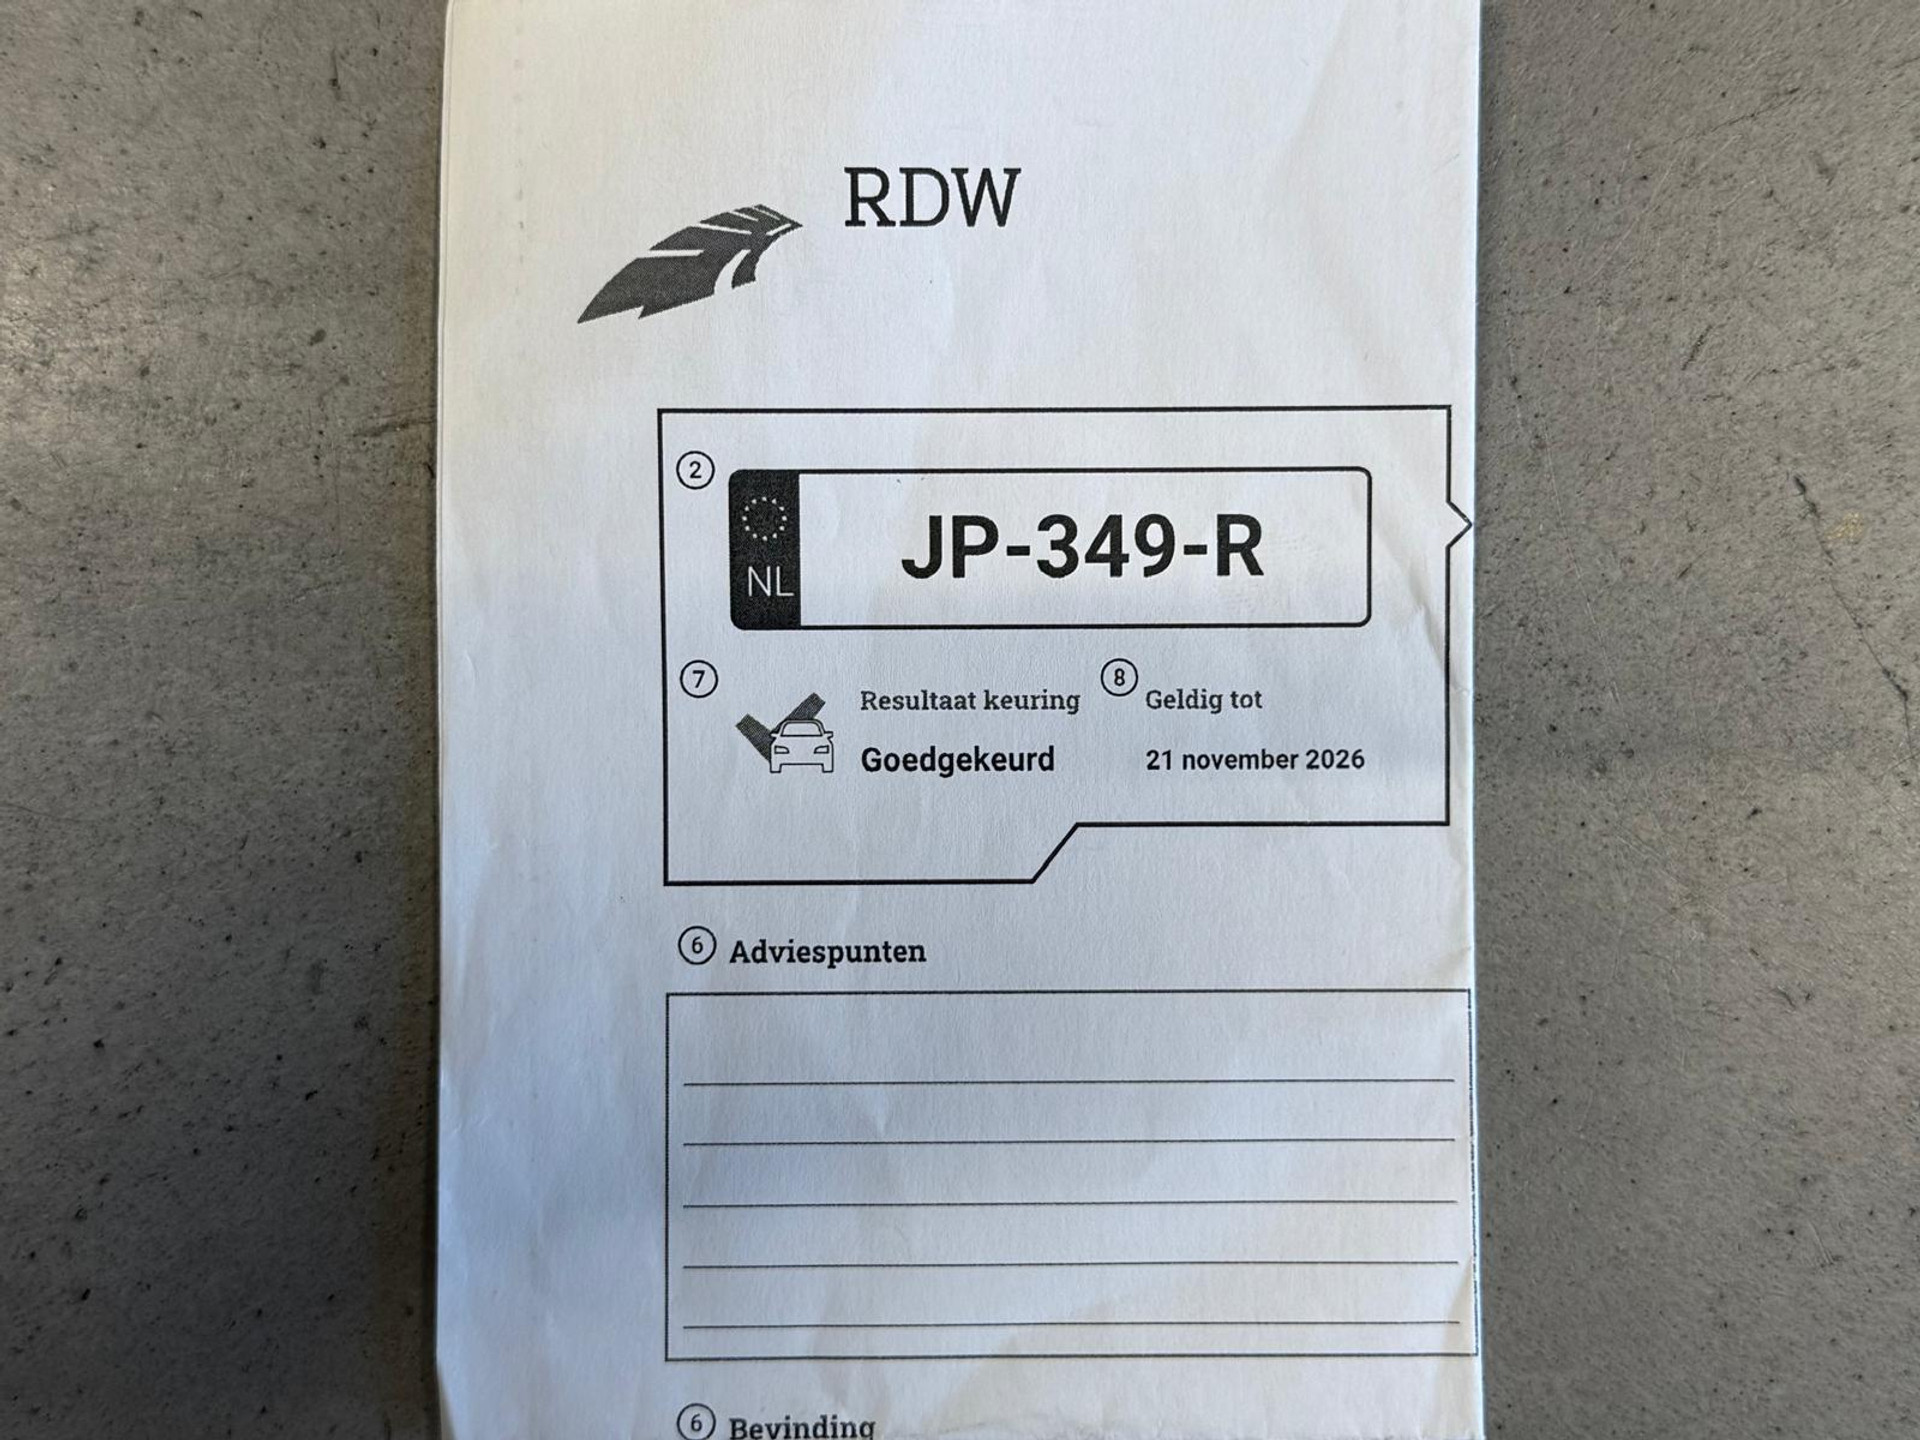 RDW
2
NL
JP-349-R
7 Resultaat keuring 8 Geldig tot
Goedgekeurd 21 november 2026
6 Adviespunten
6 Bevinding